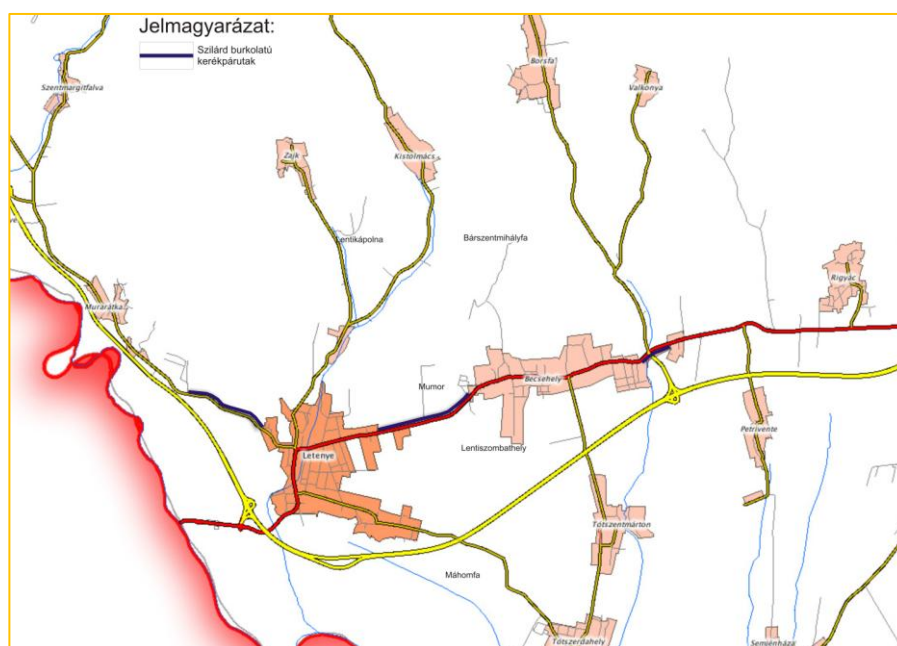 Jelmagyarázat:
Szilárd burkolatú
kerékpárutak
Borsfa
Szentmargitfalva
Valkonya
Zajk
Kistolmács
Lentikápolna
Bárszentmihályfa
Rigyác
Murarátka
Becsehely
Mumor
Petrivente
Letenye
Lentiszombathely
Tótszentmárton
Máhomfa
Tótszerdahely
Semjénháza